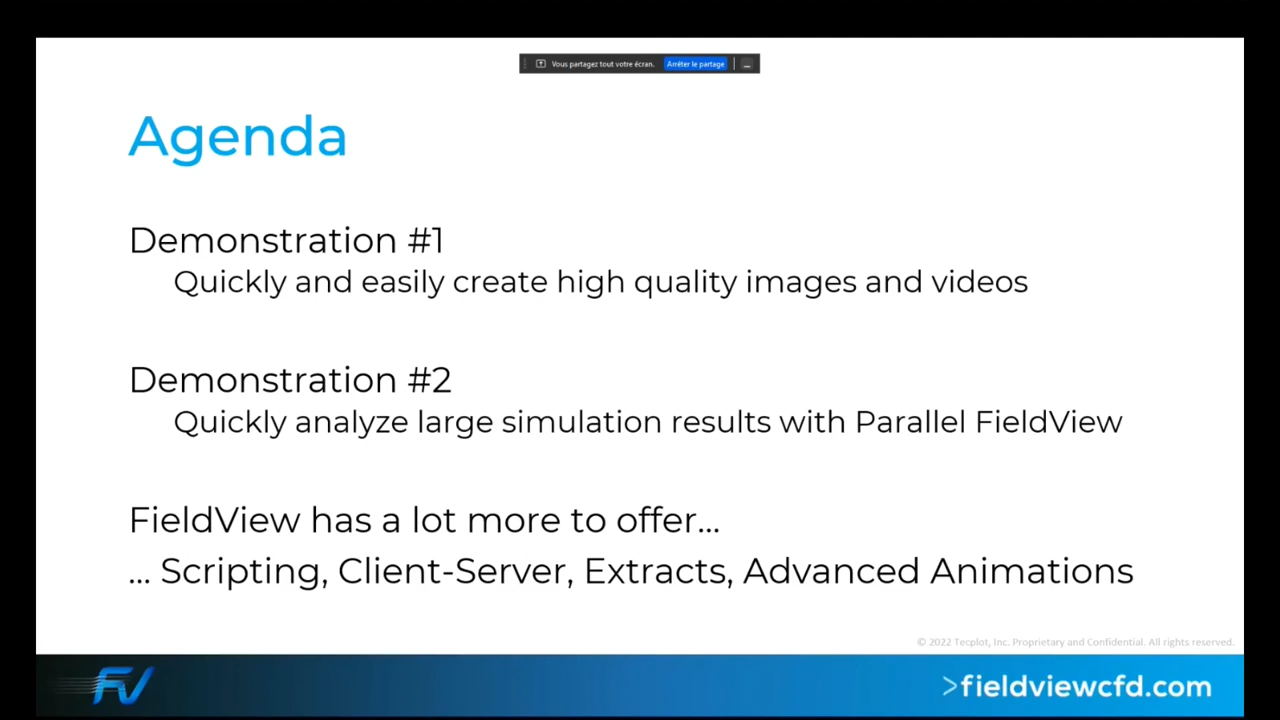 Vous partagez tout votre écran. Arrêter le partage
Agenda
Demonstration #1
Quickly and easily create high quality images and videos
Demonstration #2
Quickly analyze large simulation results with Parallel FieldView
FieldView has a lot more to offer...
... Scripting, Client-Server, Extracts, Advanced Animations
© 2022 Tecplot, Inc. Proprietary and Confidential. All rights reserved.
FV
>fieldviewcfd.com